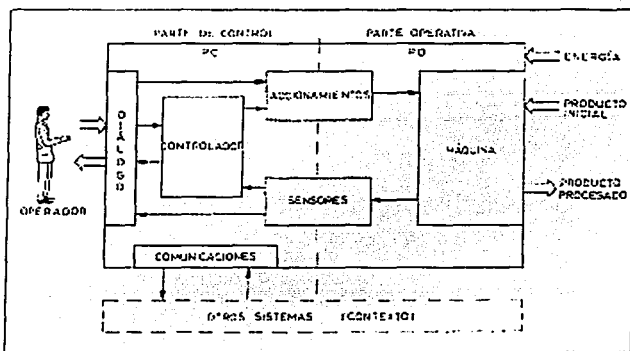 PARTE DE CONTROL
PARTE OPERATIVA
PC
PO
ENERGÍA
ACCIONAMIENTOS
PRODUCTO
INICIAL
DIALOGO
CONTROLADOR
MÁQUINA
SENSORES
PRODUCTO
PROCESADO
OPERADOR
COMUNICACIONES
OTROS SISTEMAS (CONTEXTO)